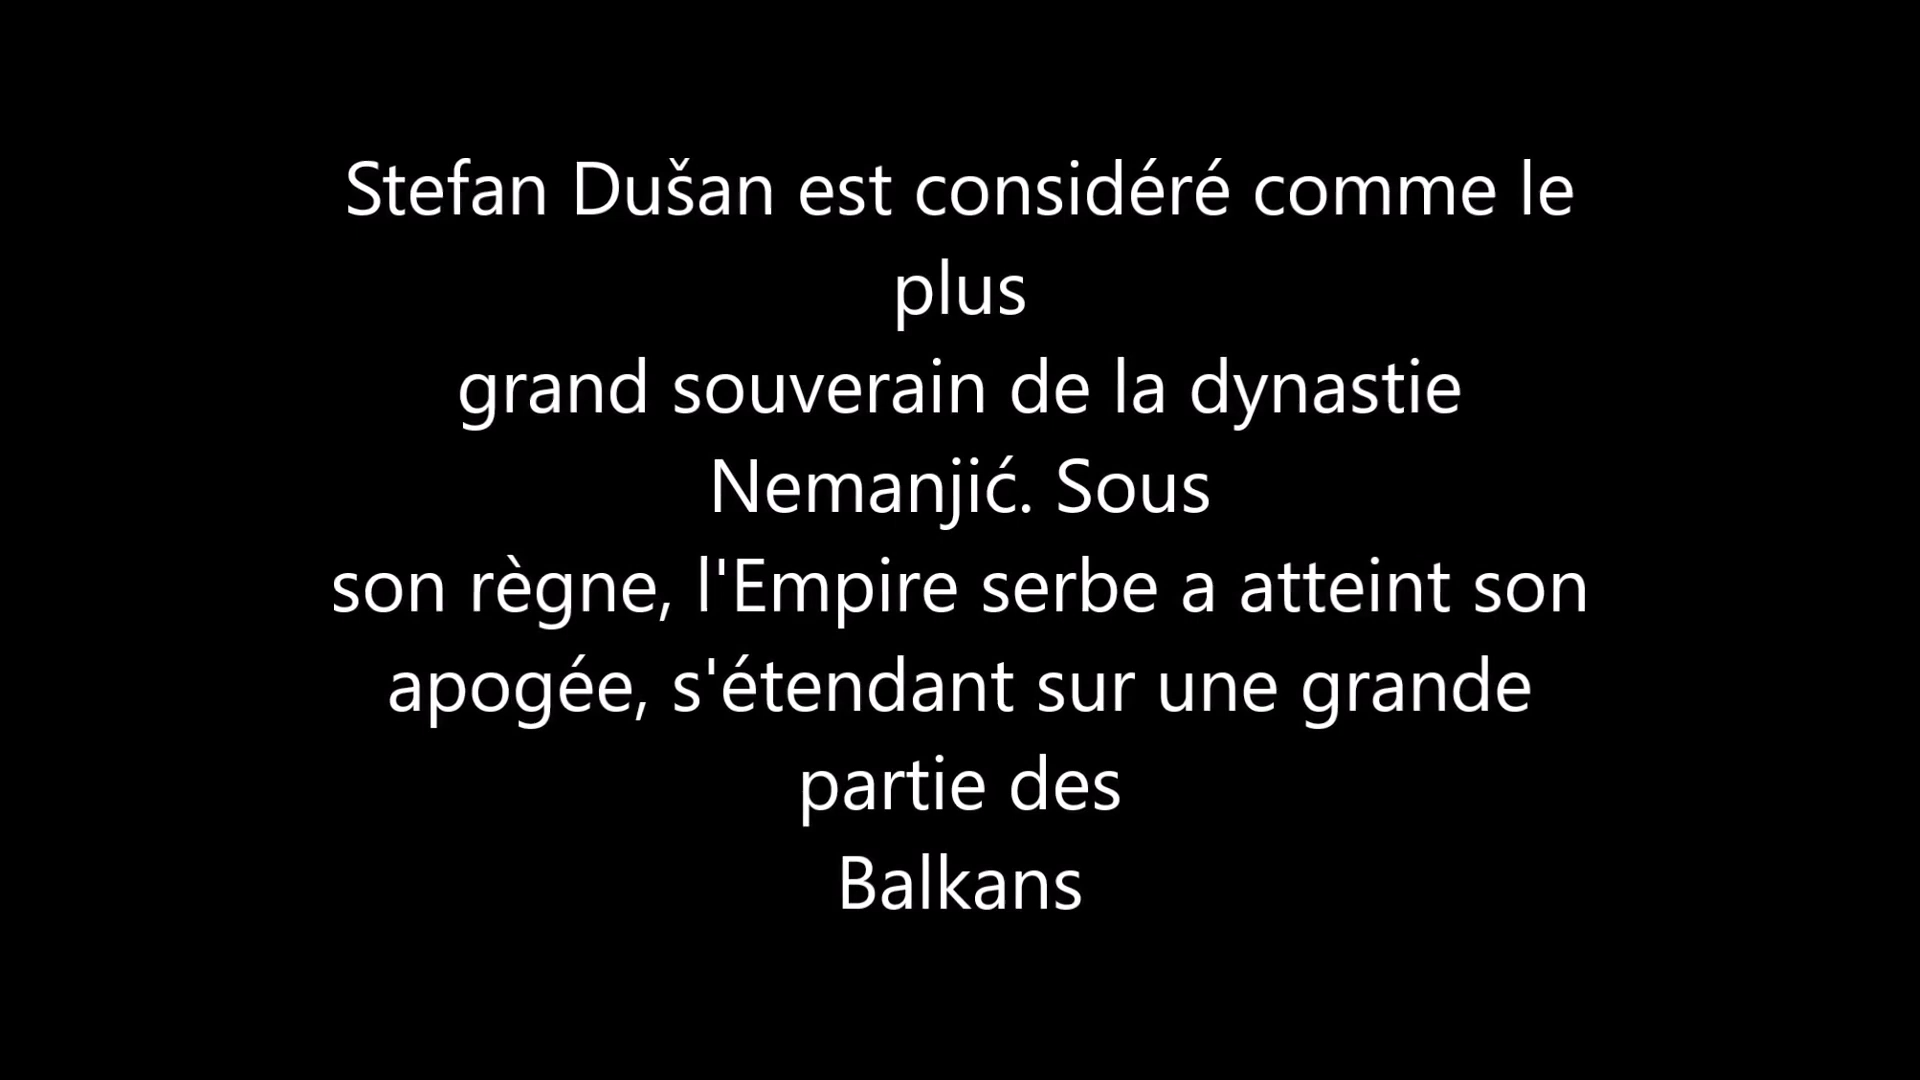 Stefan Dušan est considéré comme le
plus
grand souverain de la dynastie
Nemanjić. Sous
son règne, l'Empire serbe a atteint son
apogée, s'étendant sur une grande
partie des
Balkans